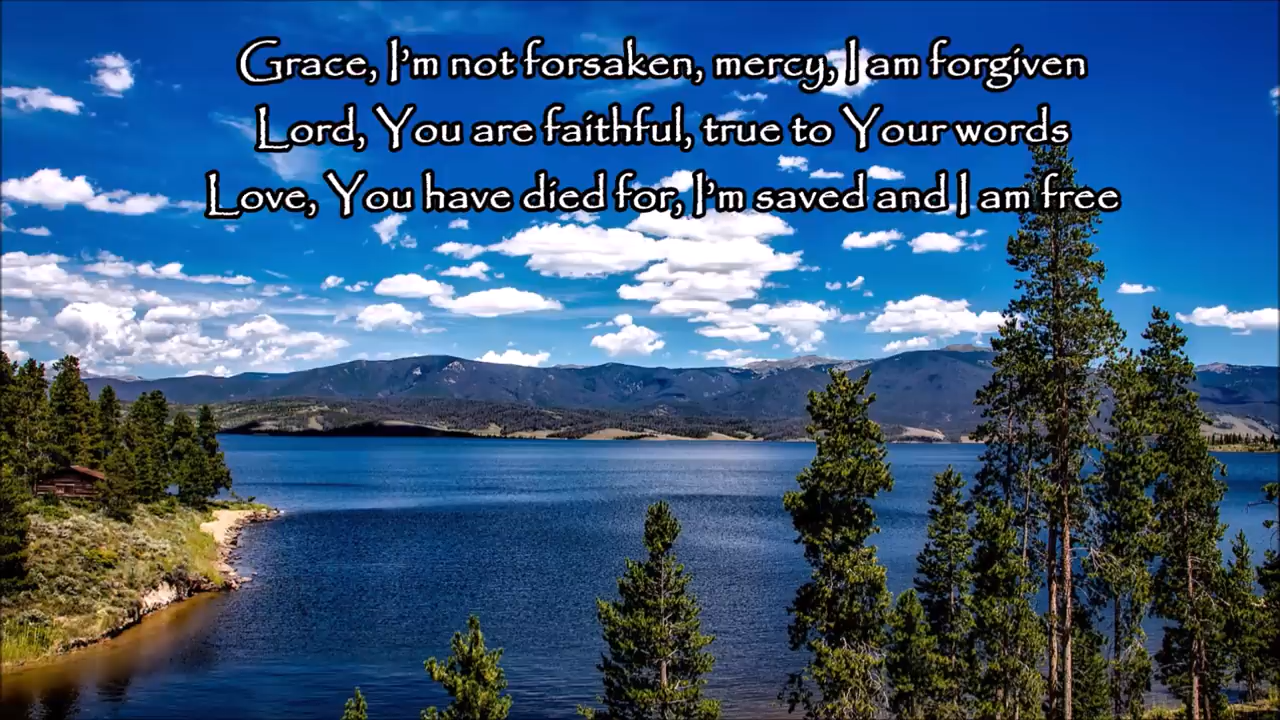 Grace, I'm not forsaken, mercy, I am forgiven
Lord, You are faithful, true to Your words
Love, You have died for, I'm saved and I am free